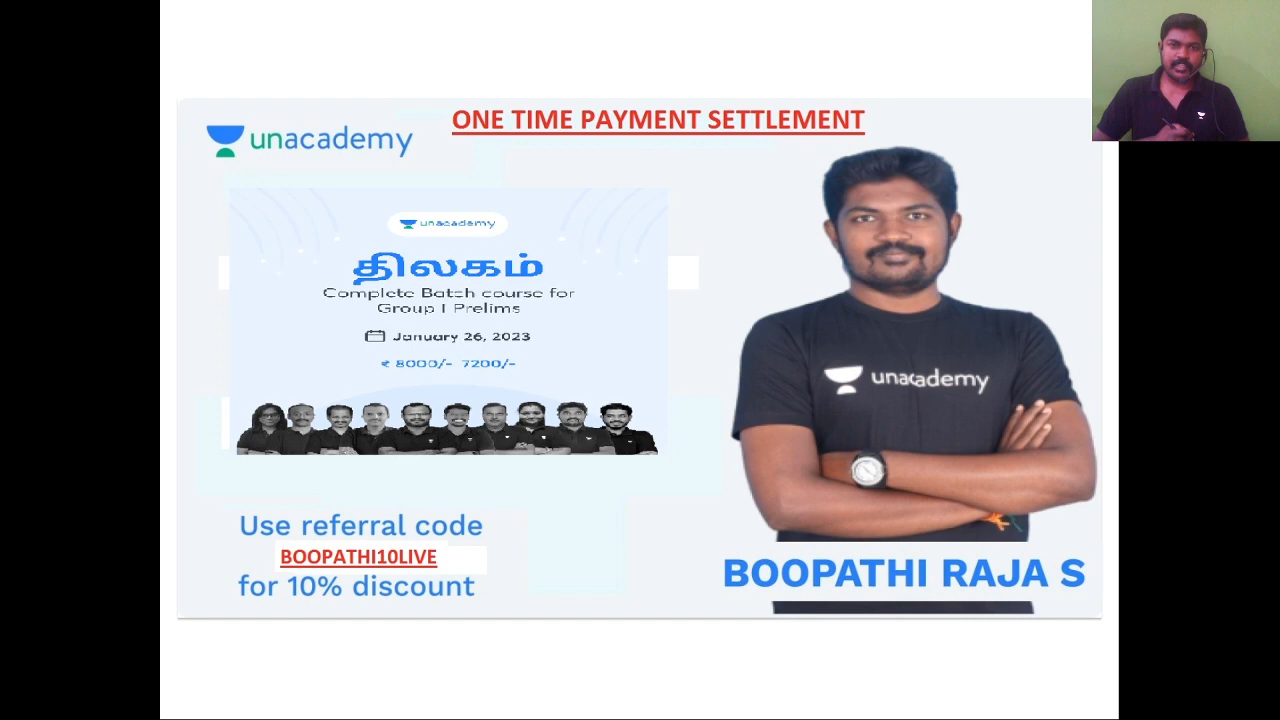 ONE TIME PAYMENT SETTLEMENT
unacademy
unacademy
திலகம்
Complete Batch course for
Group I Prelims
January 26, 2023
₹ 8000/- 7200/-
unacademy
Use referral code
BOOPATHI10LIVE
for 10% discount
BOOPATHI RAJA S